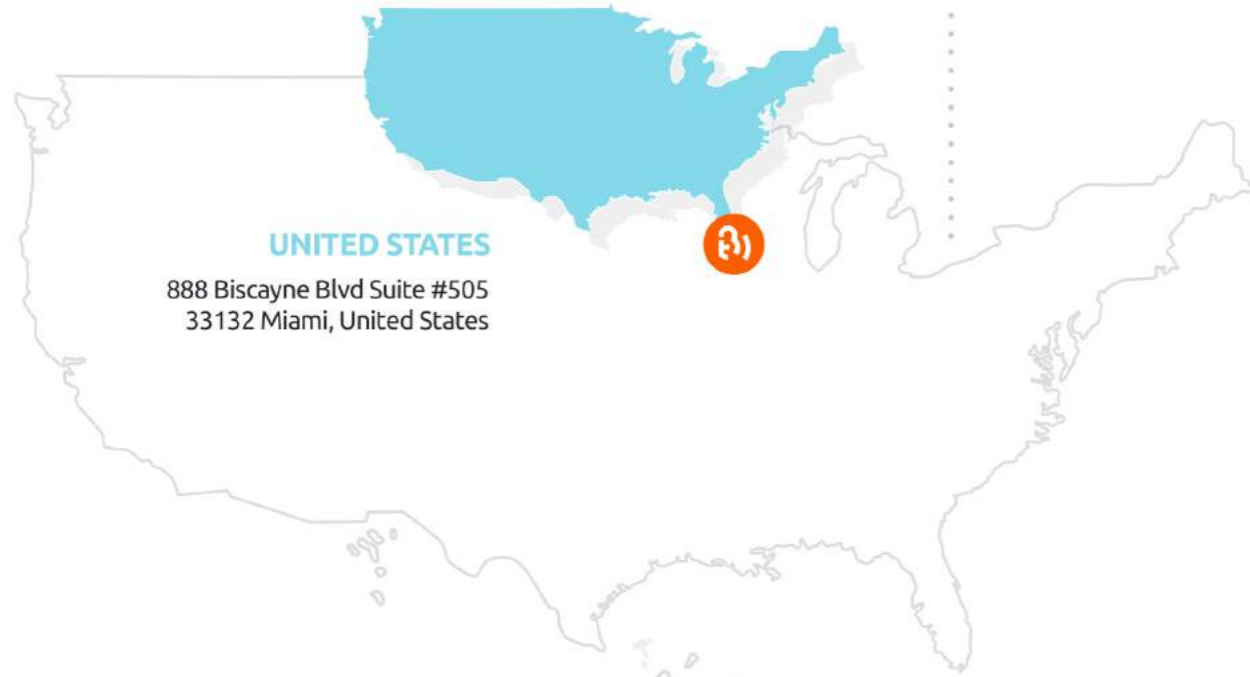 UNITED STATES
888 Biscayne Blvd Suite #505
33132 Miami, United States